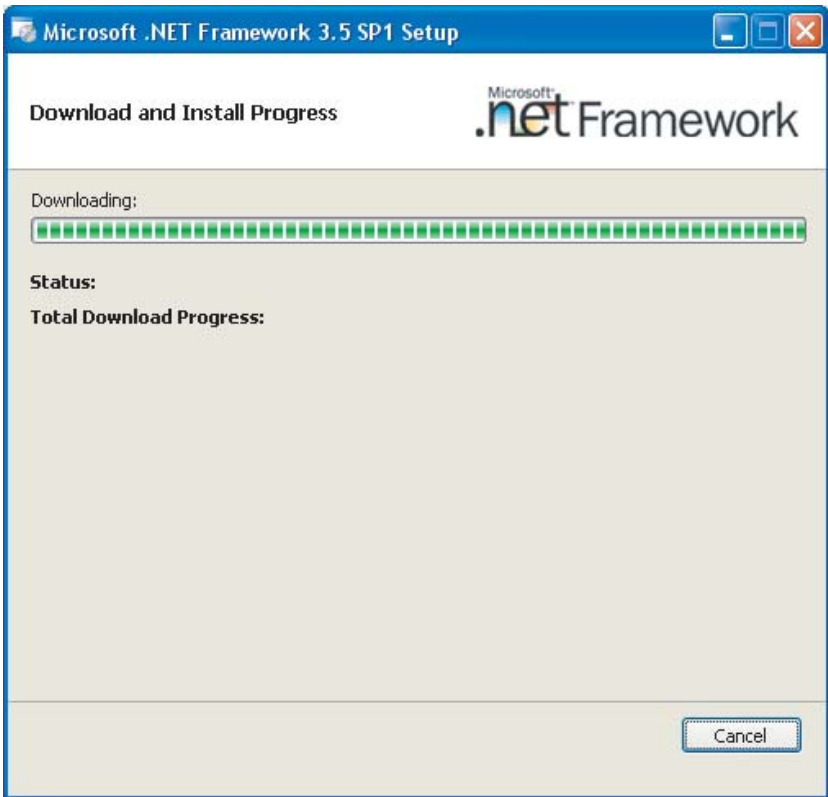 Microsoft .NET Framework 3.5 SP1 Setup
Download and Install Progress
Microsoft
.net Framework
Downloading:
Status:
Total Download Progress:
Cancel